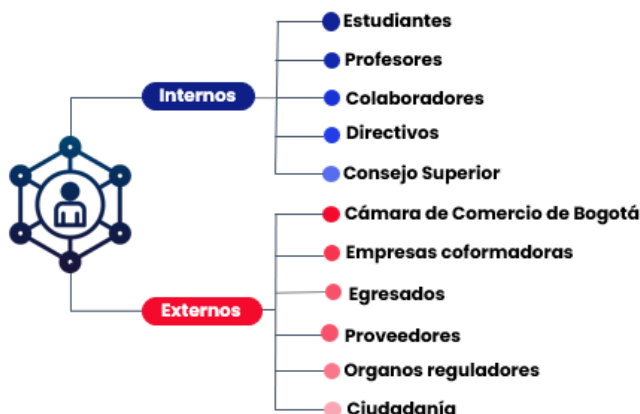 Internos
Estudiantes
Profesores
Colaboradores
Directivos
Consejo Superior
Externos
Cámara de Comercio de Bogotá
Empresas coformadoras
Egresados
Proveedores
Organos reguladores
Ciudadanía